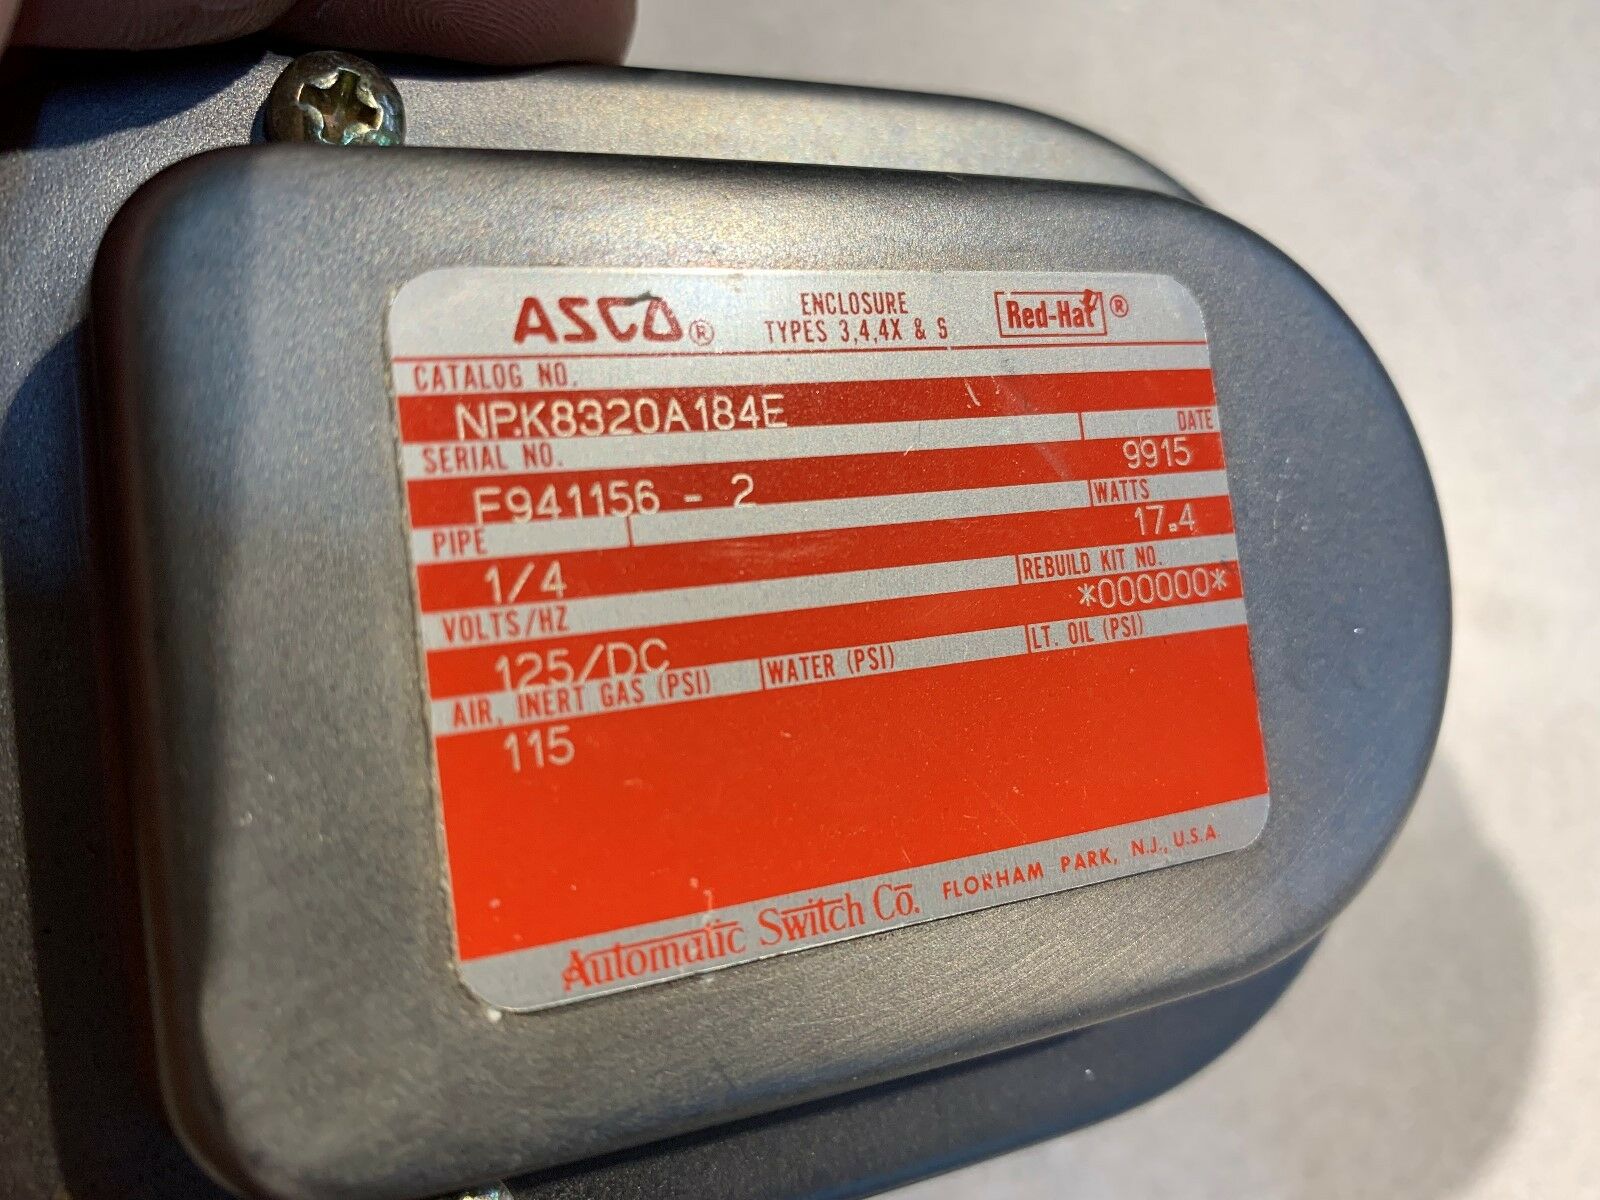 ASCO® ENCLOSURE TYPES 3,4,4X & S Red-Hat®
CATALOG NO.
NP.K8320A184E
SERIAL NO. DATE
F941156 - 2 9915
PIPE WATTS
1/4 17.4
VOLTS/HZ REBUILD KIT NO.
125/DC *000000*
AIR, INERT GAS (PSI) WATER (PSI) LT. OIL (PSI)
115
Automatic Switch Co. FLORHAM PARK, N.J., U.S.A.